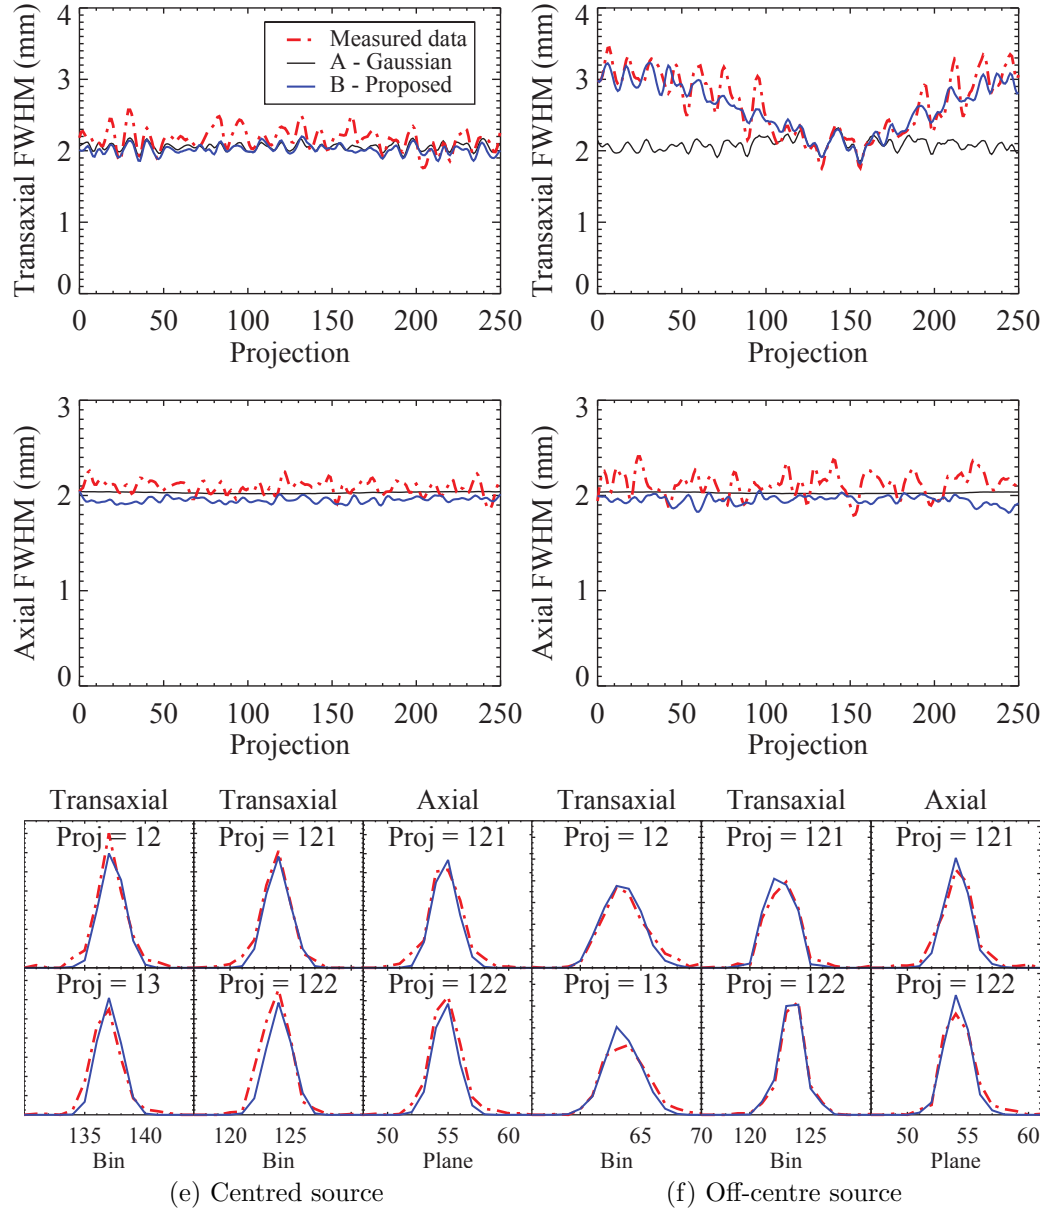 Transaxial FWHM (mm)
4
3
2
1
0
Measured data
A - Gaussian
B - Proposed
0 50 100 150 200 250
Projection
Transaxial FWHM (mm)
4
3
2
1
0
0 50 100 150 200 250
Projection
Axial FWHM (mm)
3
2
1
0
0 50 100 150 200 250
Projection
Axial FWHM (mm)
3
2
1
0
0 50 100 150 200 250
Projection
Transaxial Transaxial Axial Transaxial Transaxial Axial
Proj = 12 Proj = 121 Proj = 121 Proj = 12 Proj = 121 Proj = 121
Proj = 13 Proj = 122 Proj = 122 Proj = 13 Proj = 122 Proj = 122
135 140 120 125 50 55 60 65 70 120 125 50 55 60
Bin Bin Plane Bin Bin Plane
(e) Centred source (f) Off-centre source